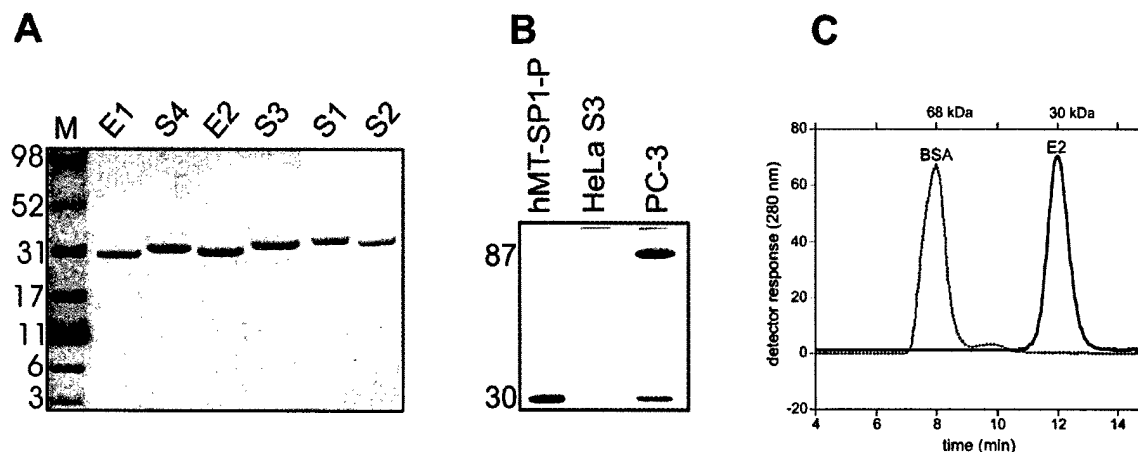 A
M E1 S4 E2 S3 S1 S2
98
52
31
17
11
6
3
B
hMT-SP1-P HeLa S3 PC-3
87
30
C
68 kDa 30 kDa
BSA E2
detector response (280 nm)
80
60
40
20
0
-20
4 6 8 10 12 14
time (min)